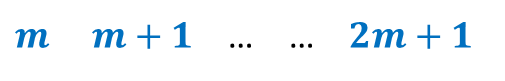 m m + 1 ... ... 2m + 1